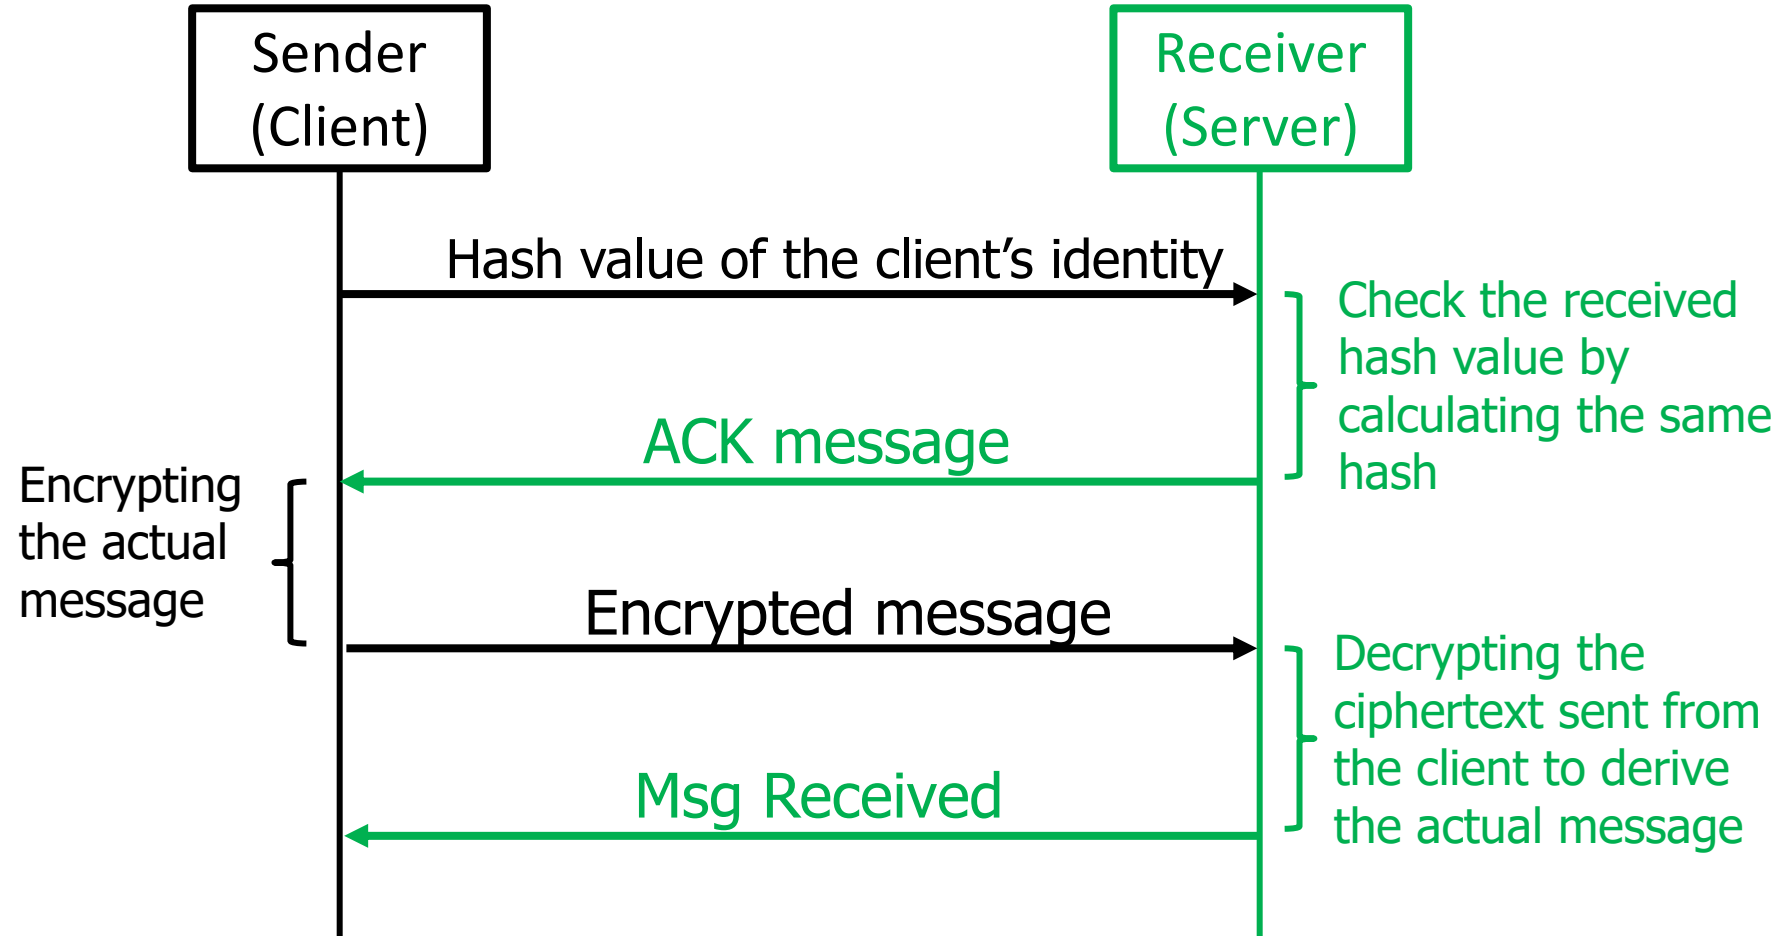 Sender
(Client)
Receiver
(Server)
Hash value of the client’s identity
Check the received
hash value by
calculating the same
hash
ACK message
Encrypting
the actual
message
Encrypted message
Decrypting the
ciphertext sent from
the client to derive
the actual message
Msg Received